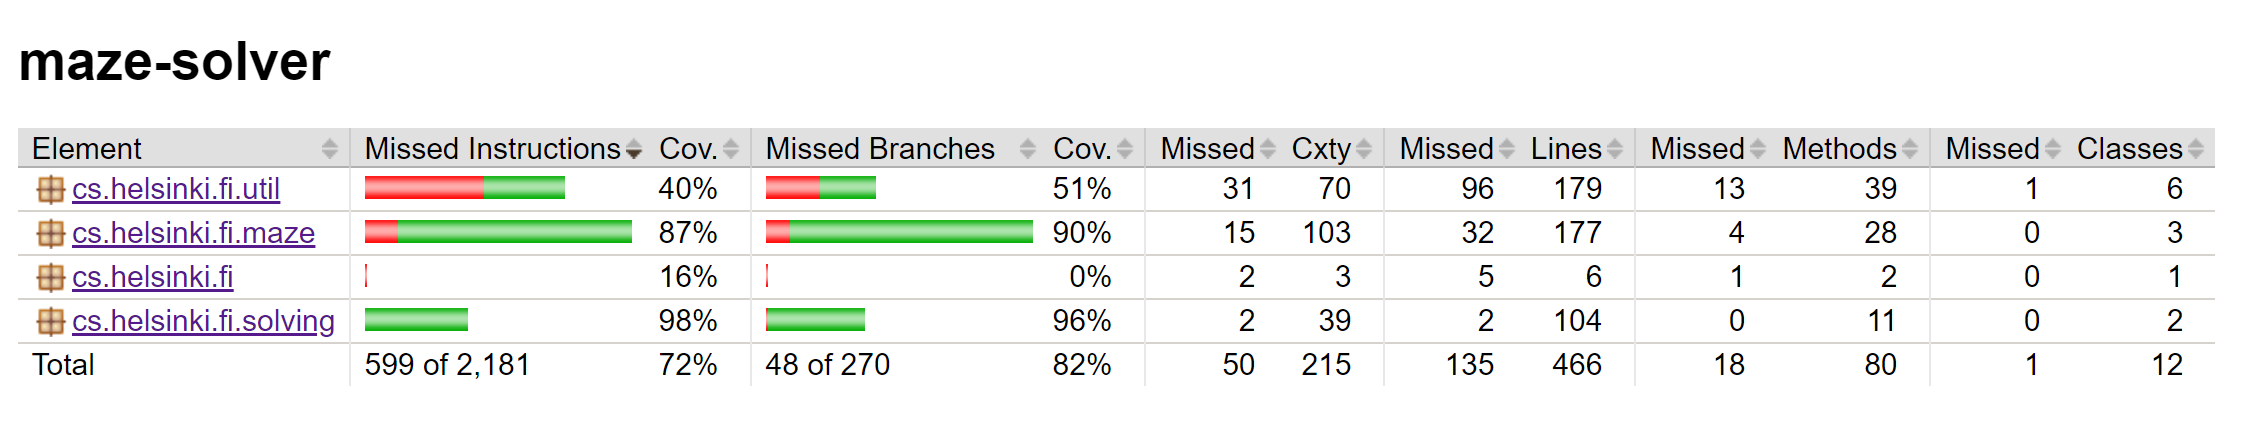 maze-solver
Element Missed Instructions Cov. Missed Branches Cov. Missed Cxty Missed Lines Missed Methods Missed Classes
cs.helsinki.fi.util 40% 51% 31 70 96 179 13 39 1 6
cs.helsinki.fi.maze 87% 90% 15 103 32 177 4 28 0 3
cs.helsinki.fi 16% 0% 2 3 5 6 1 2 0 1
cs.helsinki.fi.solving 98% 96% 2 39 2 104 0 11 0 2
Total 599 of 2,181 72% 48 of 270 82% 50 215 135 466 18 80 1 12